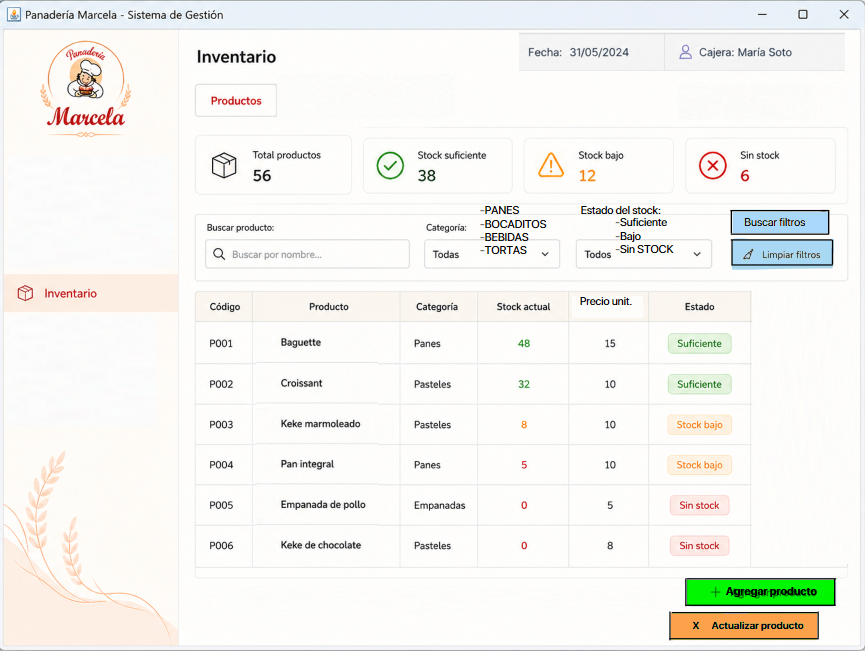 Panadería Marcela - Sistema de Gestión
Panadería
Marcela
Inventario
Fecha: 31/05/2024
Cajera: María Soto
Productos
Total productos
56
Stock suficiente
38
Stock bajo
12
Sin stock
6
Buscar producto:
Buscar por nombre...
Categoría:
Todas
-PANES
-BOCADITOS
-BEBIDAS
-TORTAS
Estado del stock:
-Suficiente
-Bajo
-Sin STOCK
Todos
Buscar filtros
Limpiar filtros
Inventario
Código Producto Categoría Stock actual Precio unit. Estado
P001 Baguette Panes 48 15 Suficiente
P002 Croissant Pasteles 32 10 Suficiente
P003 Keke marmoleado Pasteles 8 10 Stock bajo
P004 Pan integral Panes 5 10 Stock bajo
P005 Empanada de pollo Empanadas 0 5 Sin stock
P006 Keke de chocolate Pasteles 0 8 Sin stock
+ Agregar producto
X Actualizar producto